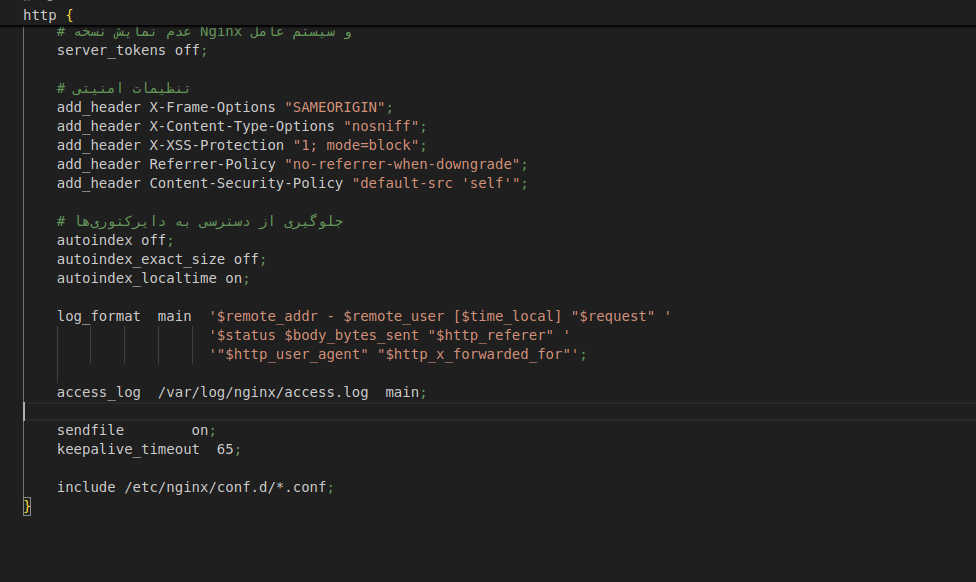 http {
# عدم نمایش نسخه Nginx و سیستم عامل
server_tokens off;
# تنظیمات امنیتی
add_header X-Frame-Options "SAMEORIGIN";
add_header X-Content-Type-Options "nosniff";
add_header X-XSS-Protection "1; mode=block";
add_header Referrer-Policy "no-referrer-when-downgrade";
add_header Content-Security-Policy "default-src 'self'";
# جلوگیری از دسترسی به دایرکتوری‌ها
autoindex off;
autoindex_exact_size off;
autoindex_localtime on;
log_format  main  '$remote_addr - $remote_user [$time_local] "$request" '
'$status $body_bytes_sent "$http_referer" '
'"$http_user_agent" "$http_x_forwarded_for"';
access_log  /var/log/nginx/access.log  main;
sendfile        on;
keepalive_timeout  65;
include /etc/nginx/conf.d/*.conf;
}